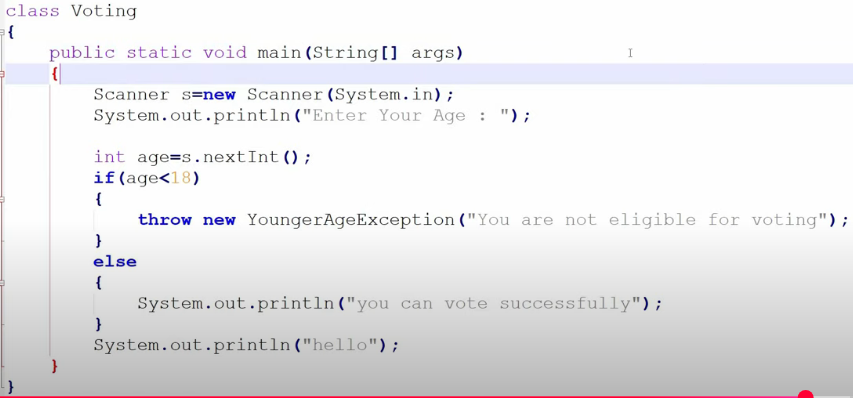 class Voting
{
public static void main(String[] args)
{
Scanner s=new Scanner(System.in);
System.out.println("Enter Your Age : ");
int age=s.nextInt();
if(age<18)
{
throw new YoungerAgeException("You are not eligible for voting");
}
else
{
System.out.println("you can vote successfully");
}
System.out.println("hello");
}
}